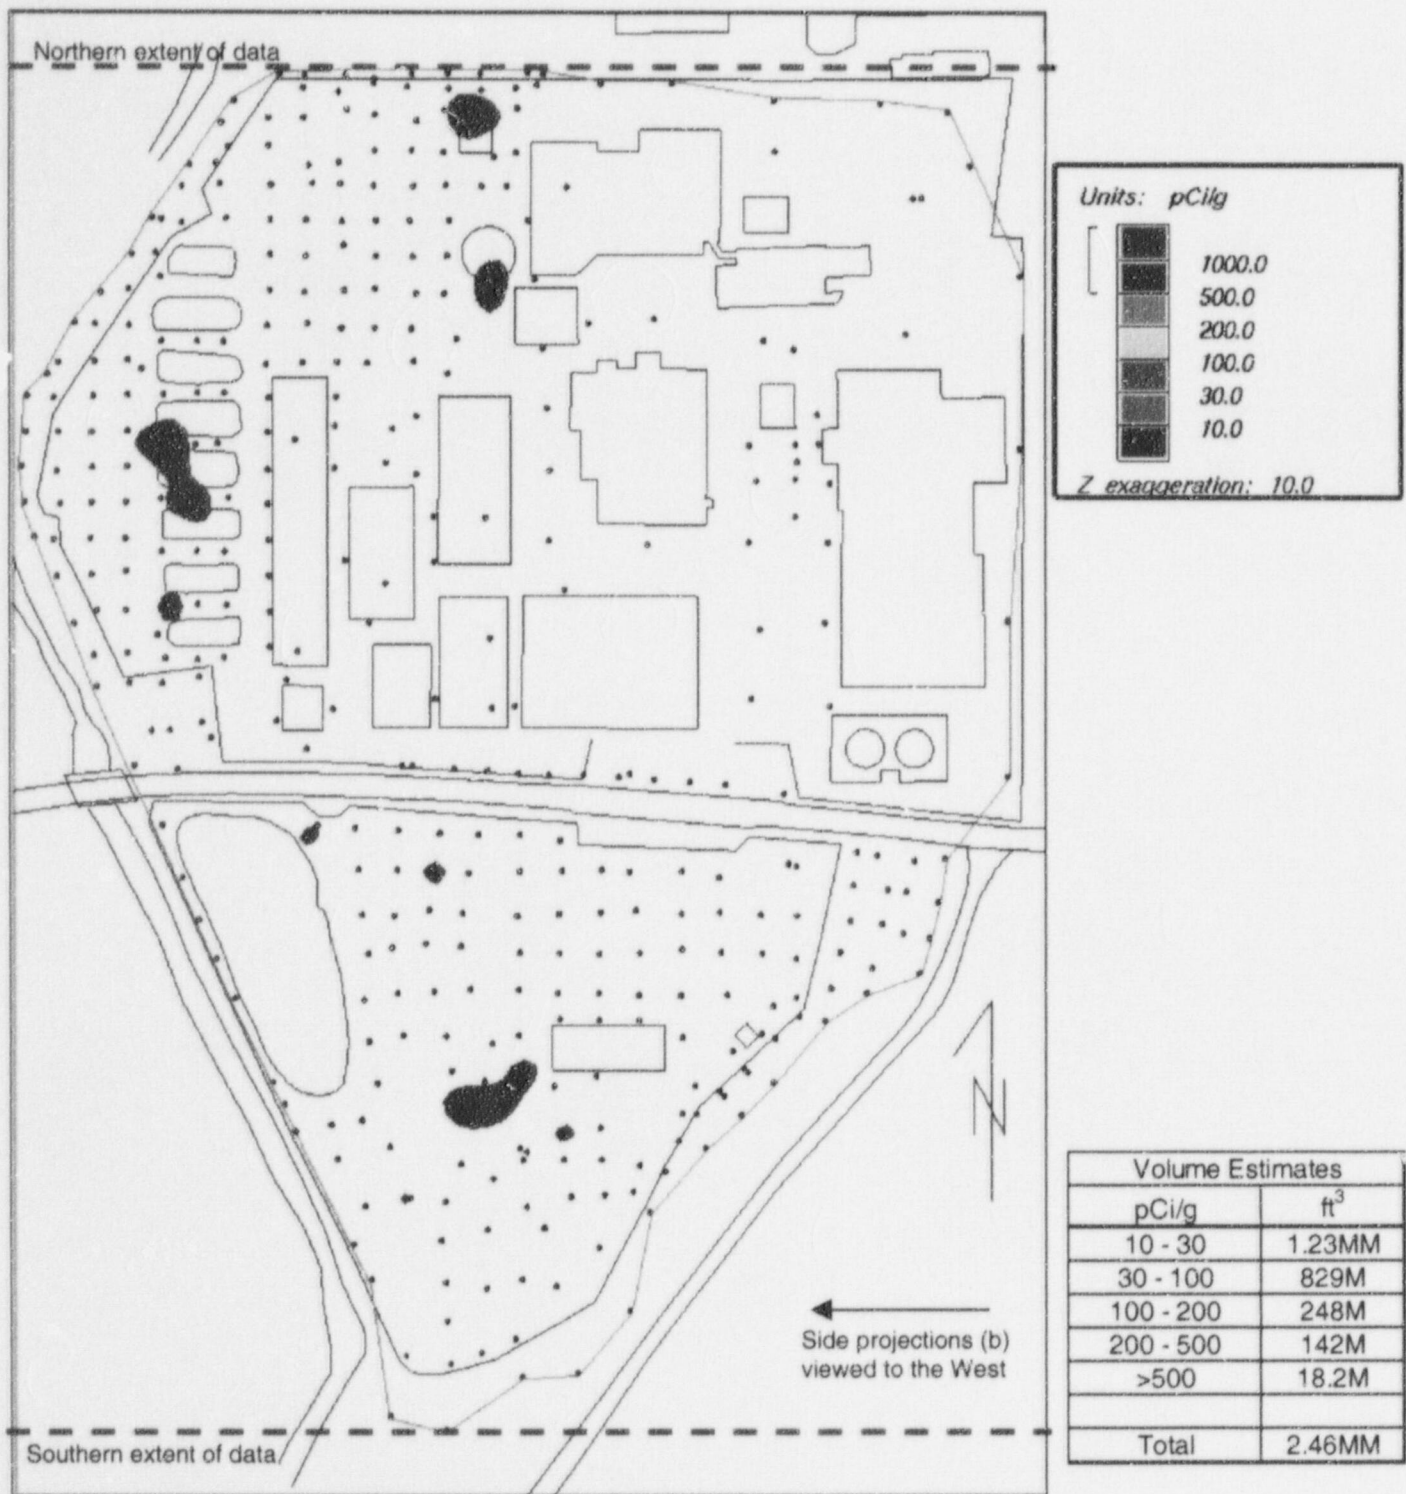 Northern extent of data
Units: pCi/g
1000.0
500.0
200.0
100.0
30.0
10.0
Z exaggeration: 10.0
N
Side projections (b)
viewed to the West
Southern extent of data
Volume Estimates
pCi/g ft³
10 - 30 1.23MM
30 - 100 829M
100 - 200 248M
200 - 500 142M
>500 18.2M
Total 2.46MM